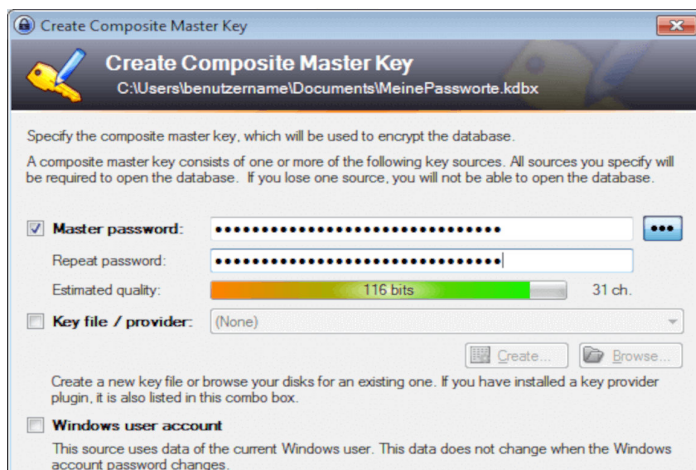 Create Composite Master Key
Create Composite Master Key
C:\Users\benutzername\Documents\MeinePassworte.kdbx
Specify the composite master key, which will be used to encrypt the database.
A composite master key consists of one or more of the following key sources. All sources you specify will
be required to open the database. If you lose one source, you will not be able to open the database.
Master password: ●●●●●●●●●●●●●●●●●●●●●●●●●●●●●●● ●●●
Repeat password: ●●●●●●●●●●●●●●●●●●●●●●●●●●●●●●●
Estimated quality: 116 bits 31 ch.
Key file / provider: (None)
Create... Browse...
Create a new key file or browse your disks for an existing one. If you have installed a key provider
plugin, it is also listed in this combo box.
Windows user account
This source uses data of the current Windows user. This data does not change when the Windows
account password changes.